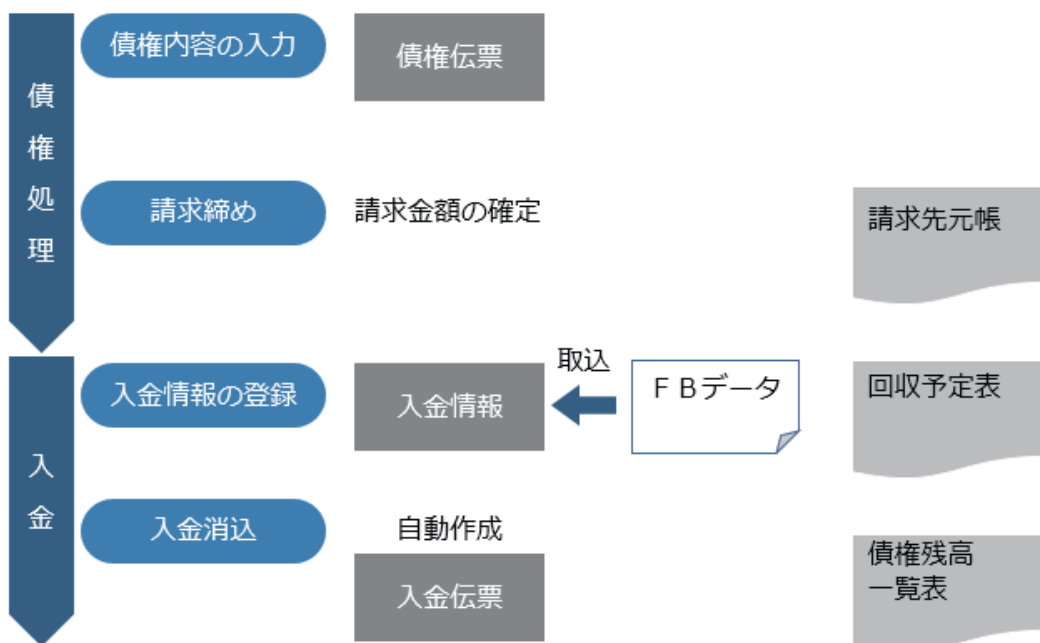 債権処理
債権内容の入力
債権伝票
請求締め
請求金額の確定
請求先元帳
入金
入金情報の登録
入金情報
取込
ＦＢデータ
回収予定表
入金消込
自動作成
入金伝票
債権残高
一覧表